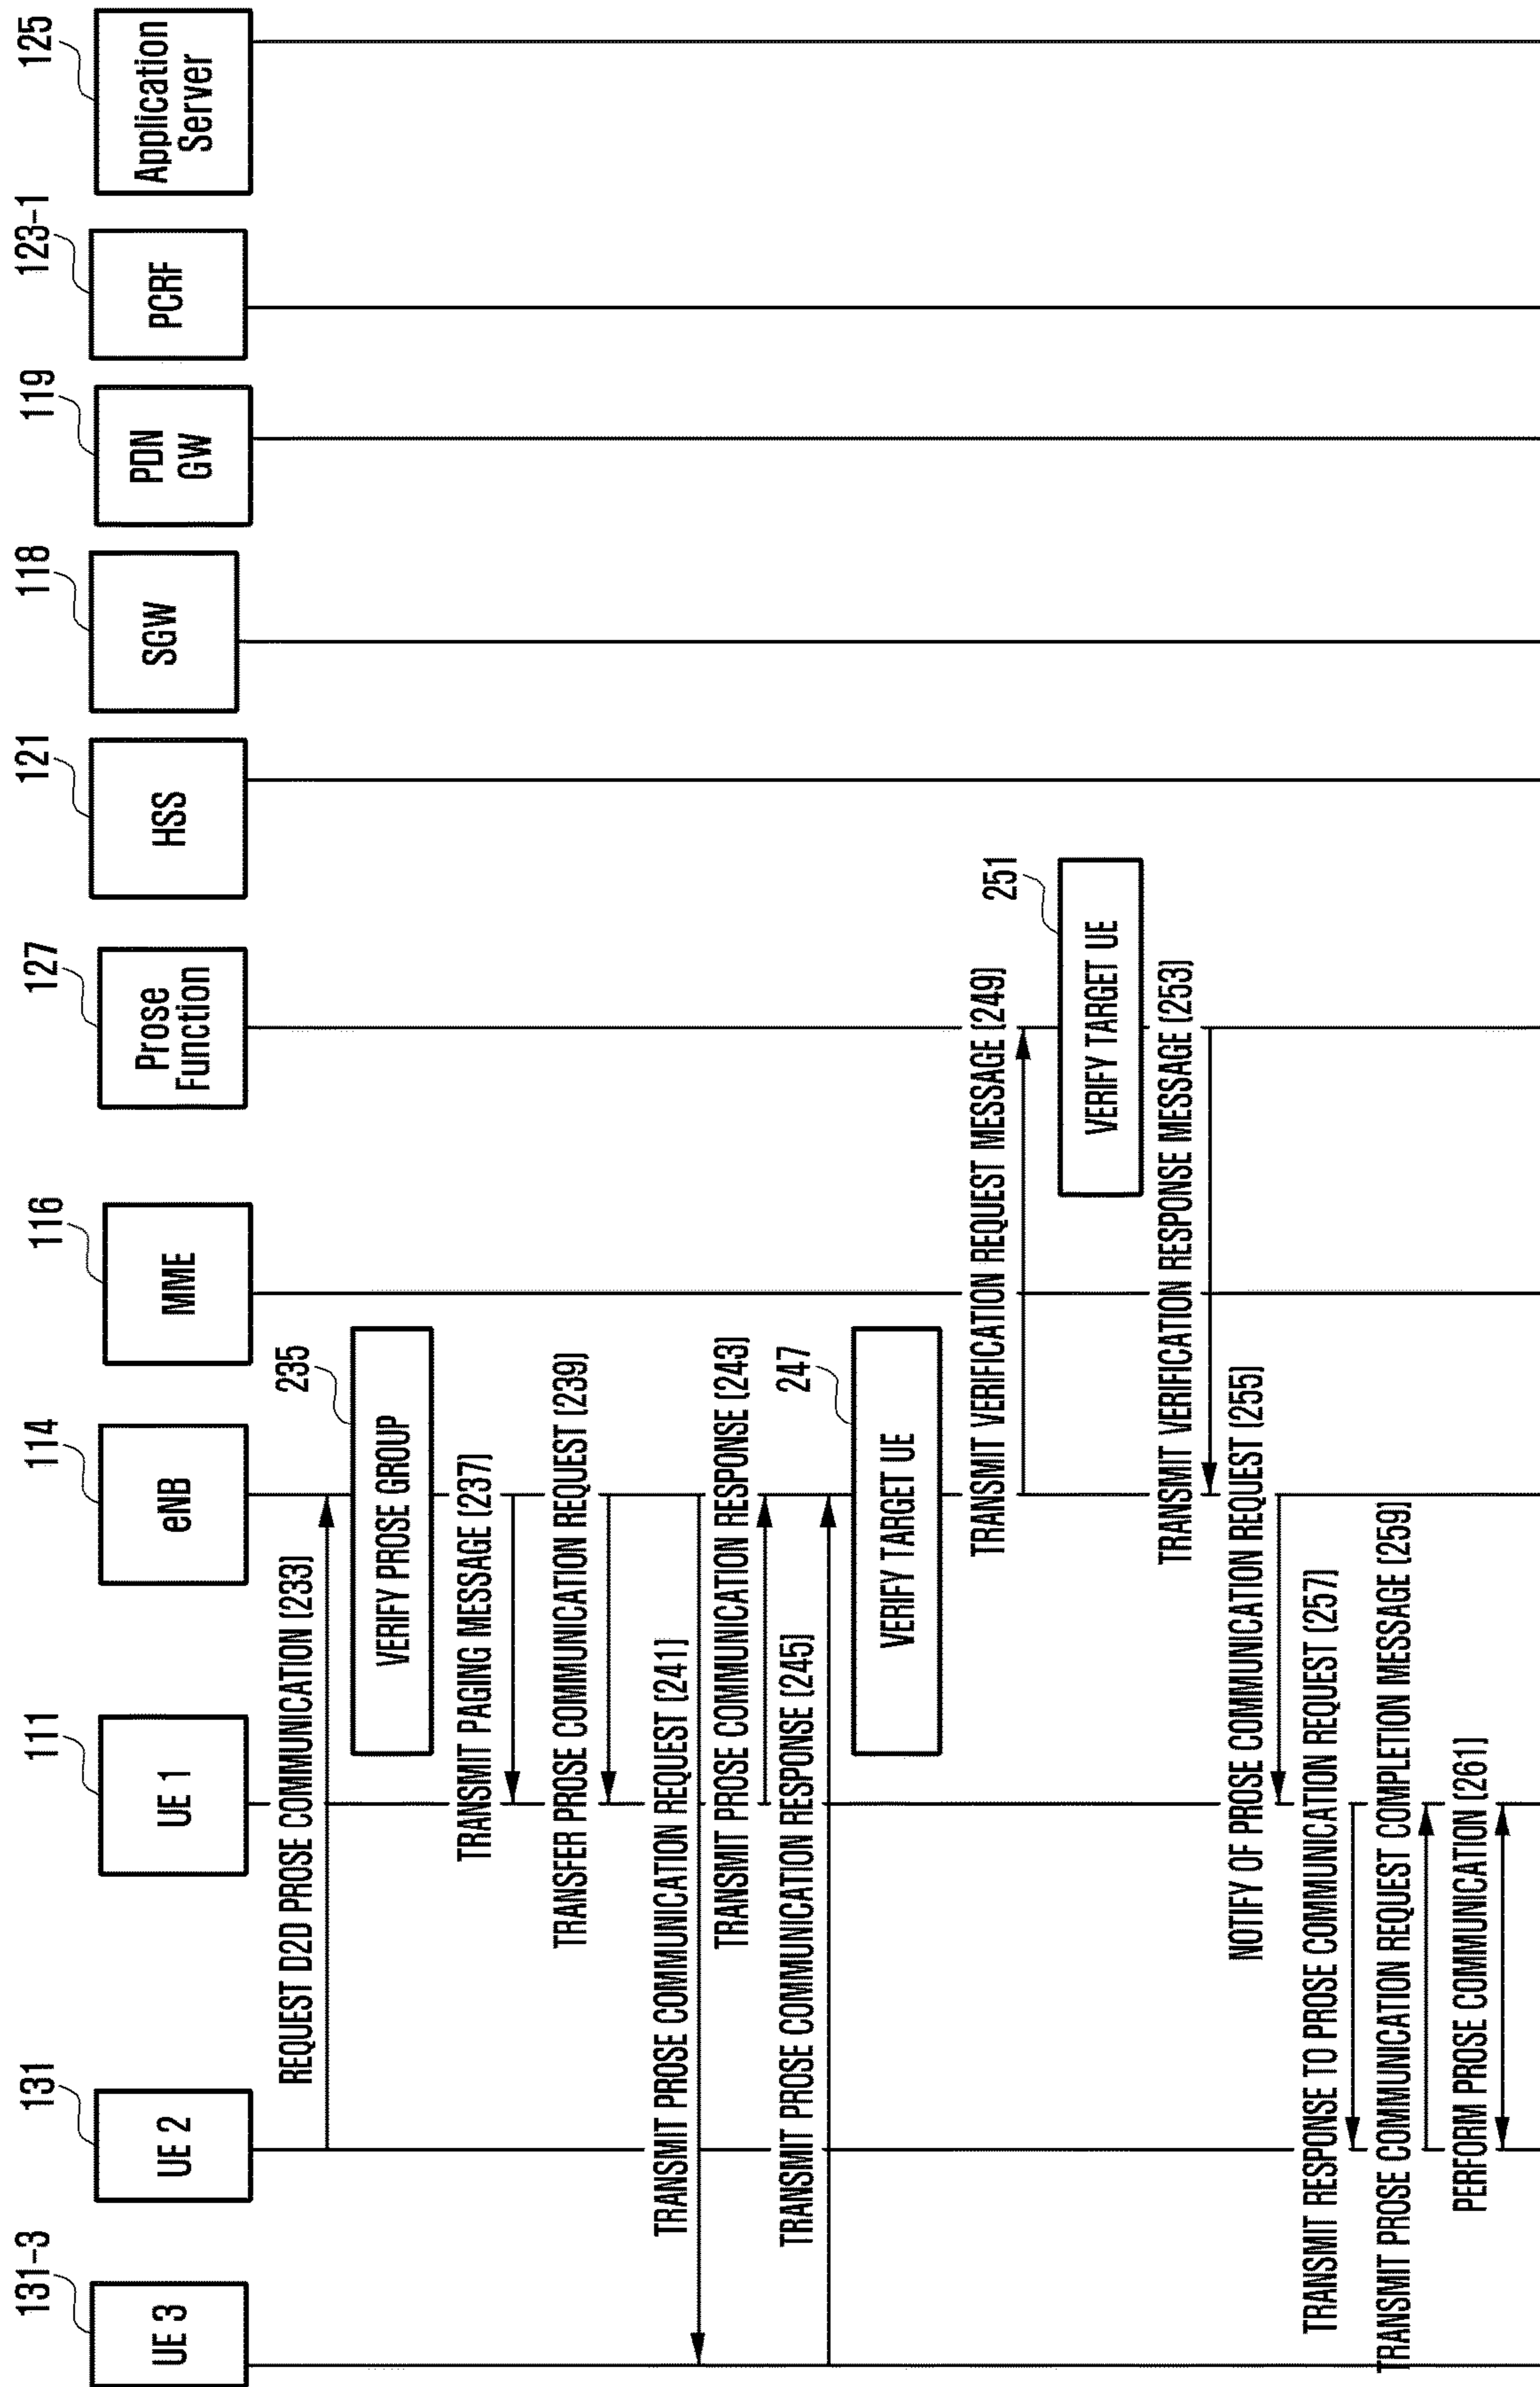 131-3
131
111
114
116
127
121
118
119
123-1
125
UE 3
UE 2
UE 1
eNB
MME
Prose
Function
HSS
SGW
PDN
GW
PCRF
Application
Server
REQUEST D2D PROSE COMMUNICATION (233)
235
VERIFY PROSE GROUP
TRANSMIT PAGING MESSAGE (237)
TRANSFER PROSE COMMUNICATION REQUEST (239)
TRANSMIT PROSE COMMUNICATION REQUEST (241)
TRANSMIT PROSE COMMUNICATION RESPONSE (243)
TRANSMIT PROSE COMMUNICATION RESPONSE (245)
247
VERIFY TARGET UE
TRANSMIT VERIFICATION REQUEST MESSAGE (249)
251
VERIFY TARGET UE
TRANSMIT VERIFICATION RESPONSE MESSAGE (253)
NOTIFY OF PROSE COMMUNICATION REQUEST (255)
TRANSMIT RESPONSE TO PROSE COMMUNICATION REQUEST (257)
TRANSMIT PROSE COMMUNICATION REQUEST COMPLETION MESSAGE (259)
PERFORM PROSE COMMUNICATION (261)